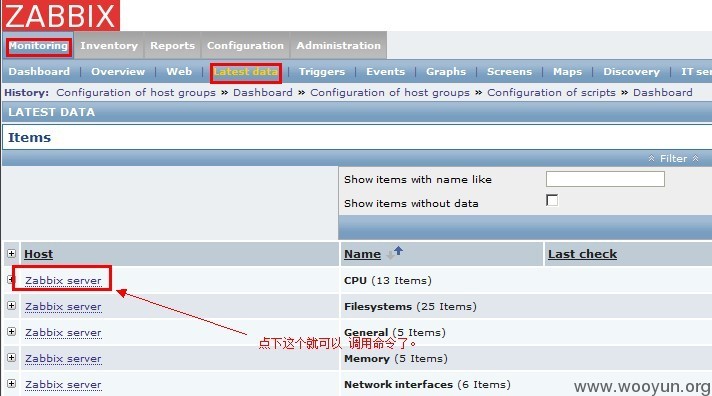 ZABBIX
Monitoring Inventory Reports Configuration Administration
Dashboard | Overview | Web | Latest data | Triggers | Events | Graphs | Screens | Maps | Discovery | IT ser
History: Configuration of host groups » Dashboard » Configuration of host groups » Configuration of scripts » Dashboard
LATEST DATA
Items
Filter
Show items with name like
Show items without data
Host Name Last check
Zabbix server CPU (13 Items)
Zabbix server Filesystems (25 Items)
Zabbix server General (5 Items)
点下这个就可以 调用命令了。
Zabbix server Memory (5 Items)
Zabbix server Network interfaces (6 Items)
www.wooyun.org